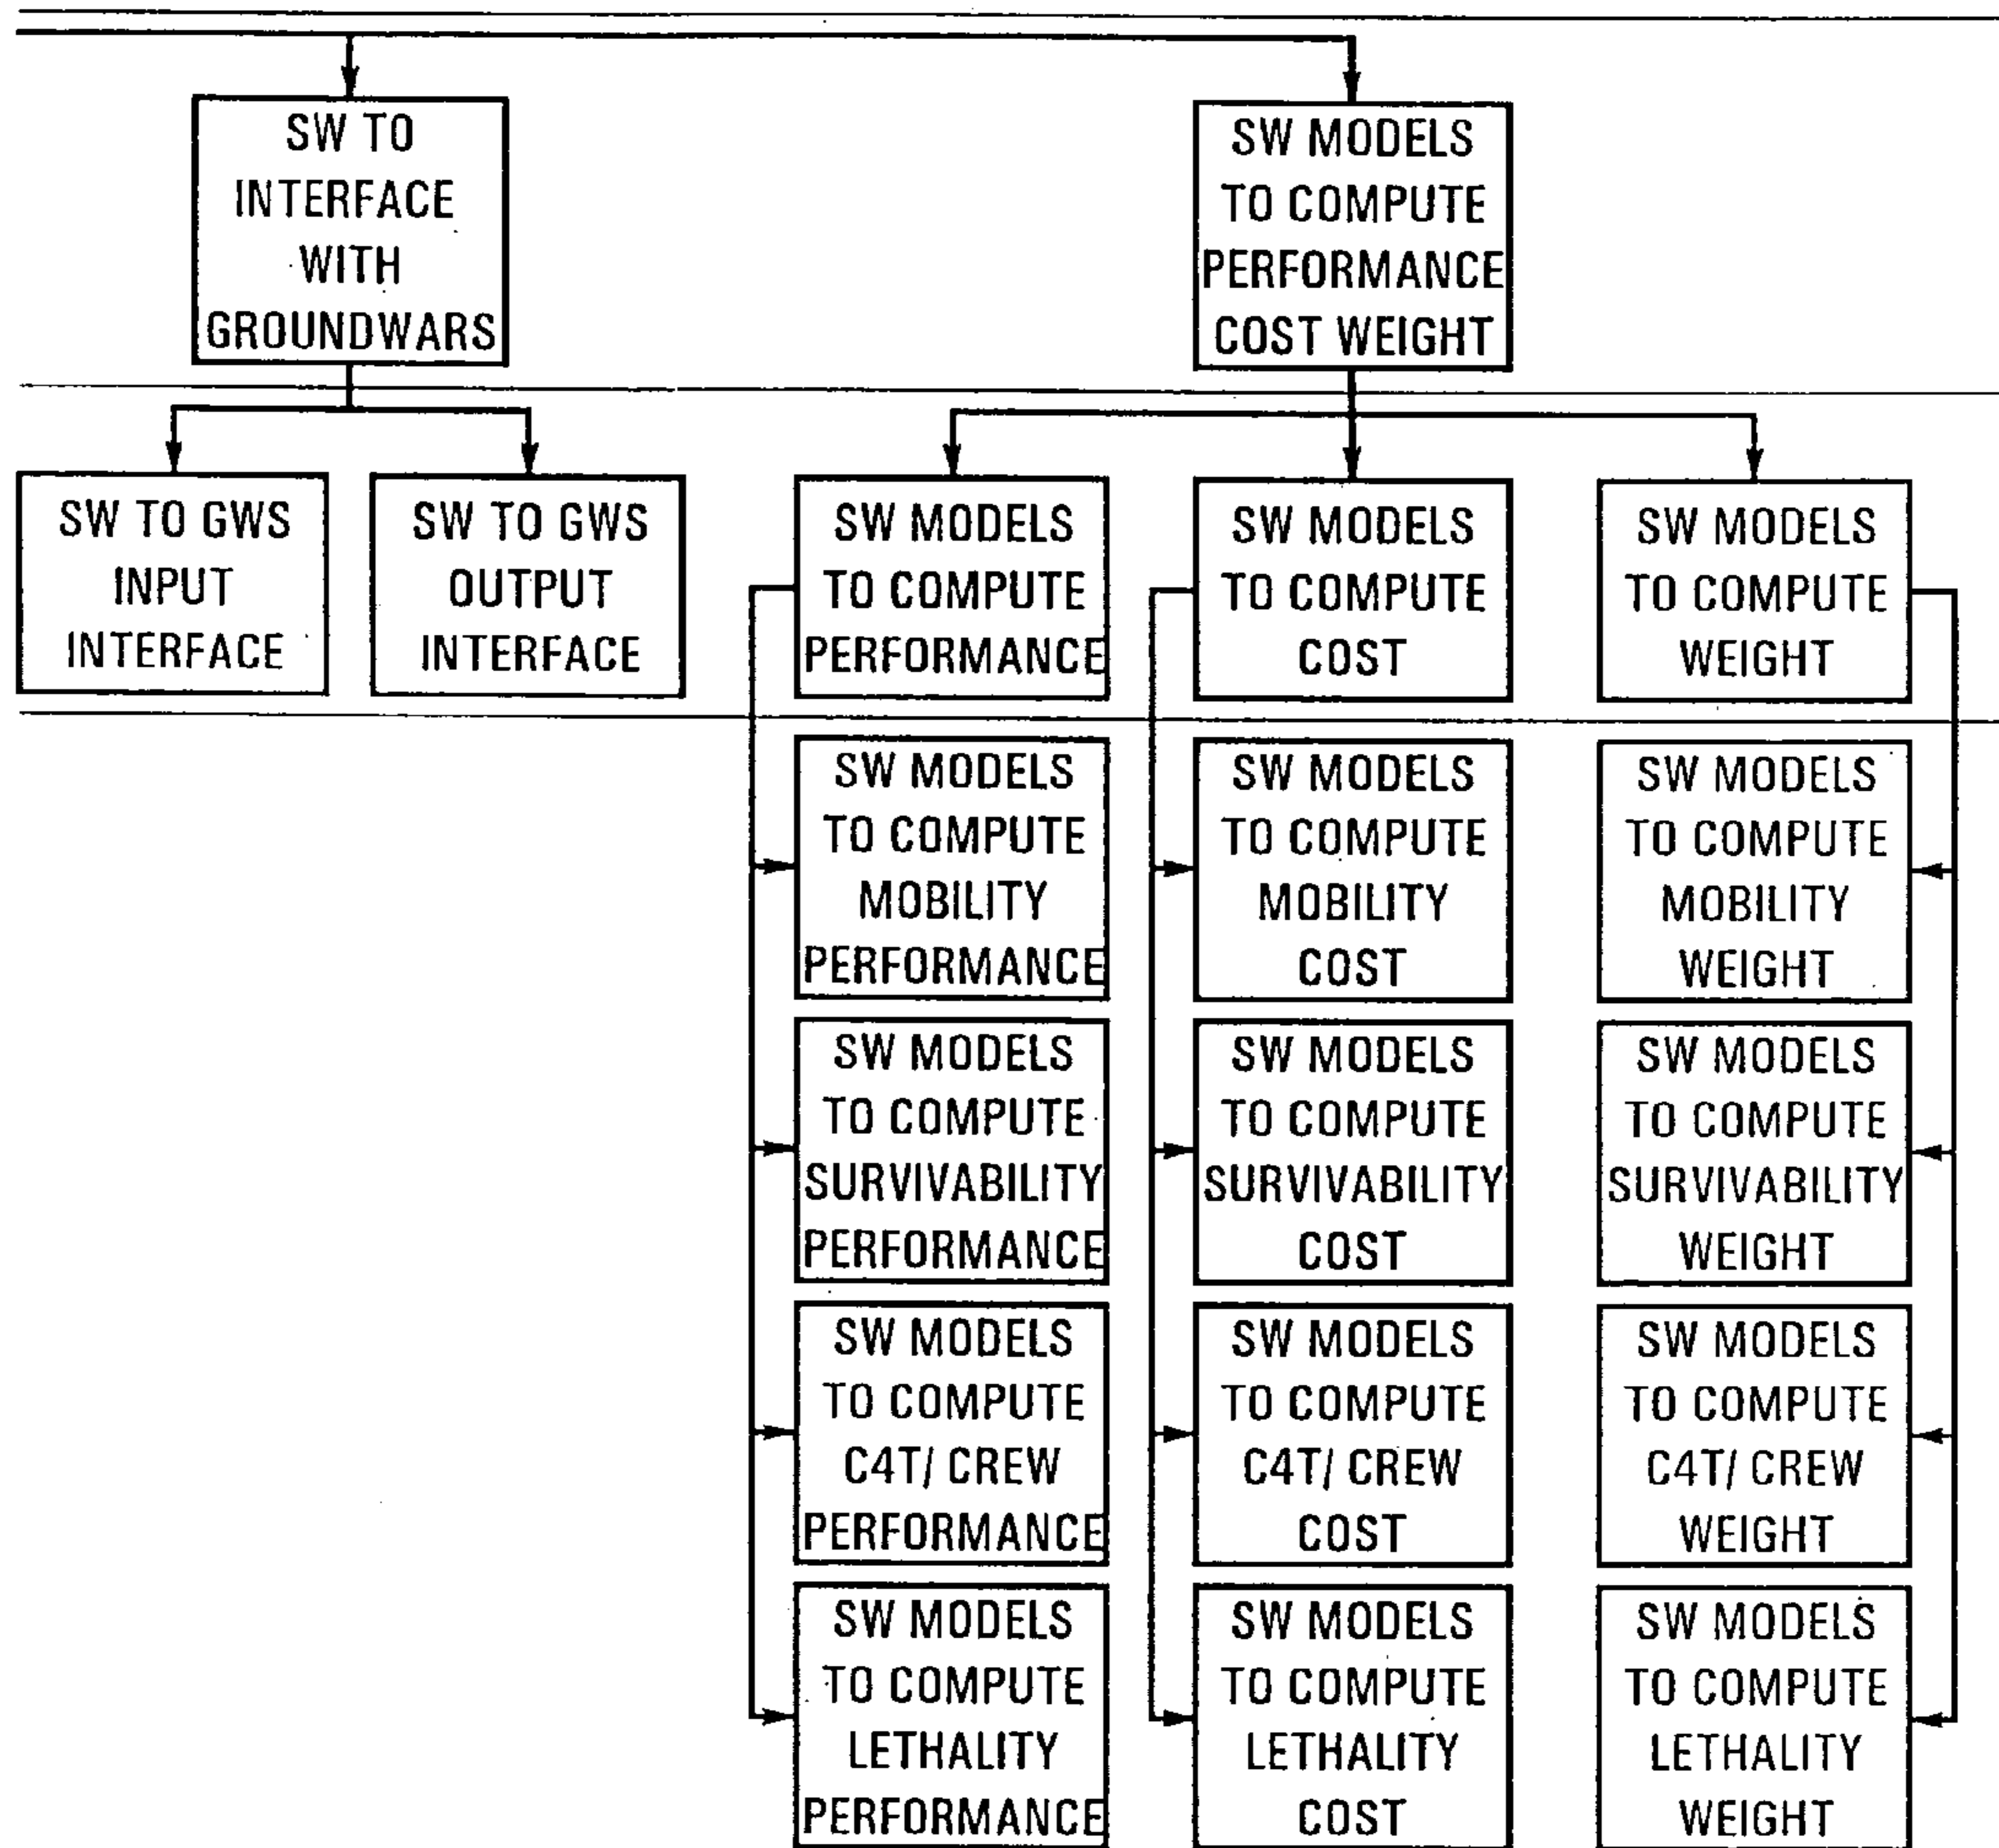 SW TO
INTERFACE
WITH
GROUNDWARS
SW MODELS
TO COMPUTE
PERFORMANCE
COST WEIGHT
SW TO GWS
INPUT
INTERFACE
SW TO GWS
OUTPUT
INTERFACE
SW MODELS
TO COMPUTE
PERFORMANCE
SW MODELS
TO COMPUTE
COST
SW MODELS
TO COMPUTE
WEIGHT
SW MODELS
TO COMPUTE
MOBILITY
PERFORMANCE
SW MODELS
TO COMPUTE
MOBILITY
COST
SW MODELS
TO COMPUTE
MOBILITY
WEIGHT
SW MODELS
TO COMPUTE
SURVIVABILITY
PERFORMANCE
SW MODELS
TO COMPUTE
SURVIVABILITY
COST
SW MODELS
TO COMPUTE
SURVIVABILITY
WEIGHT
SW MODELS
TO COMPUTE
C4T/ CREW
PERFORMANCE
SW MODELS
TO COMPUTE
C4T/ CREW
COST
SW MODELS
TO COMPUTE
C4T/ CREW
WEIGHT
SW MODELS
TO COMPUTE
LETHALITY
PERFORMANCE
SW MODELS
TO COMPUTE
LETHALITY
COST
SW MODELS
TO COMPUTE
LETHALITY
WEIGHT